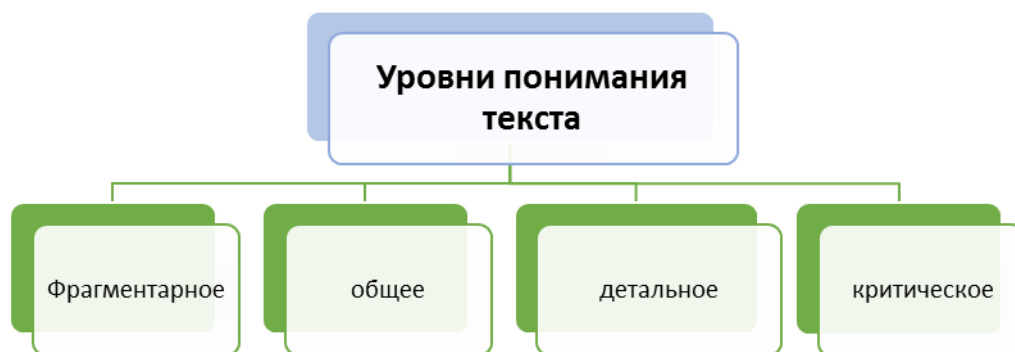 Уровни понимания
текста
Фрагментарное
общее
детальное
критическое